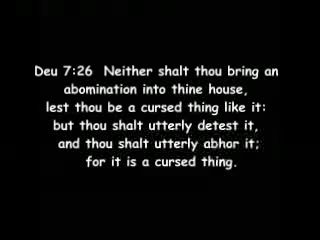 Deu 7:26 Neither shalt thou bring an
abomination into thine house,
lest thou be a cursed thing like it:
but thou shalt utterly detest it,
and thou shalt utterly abhor it;
for it is a cursed thing.